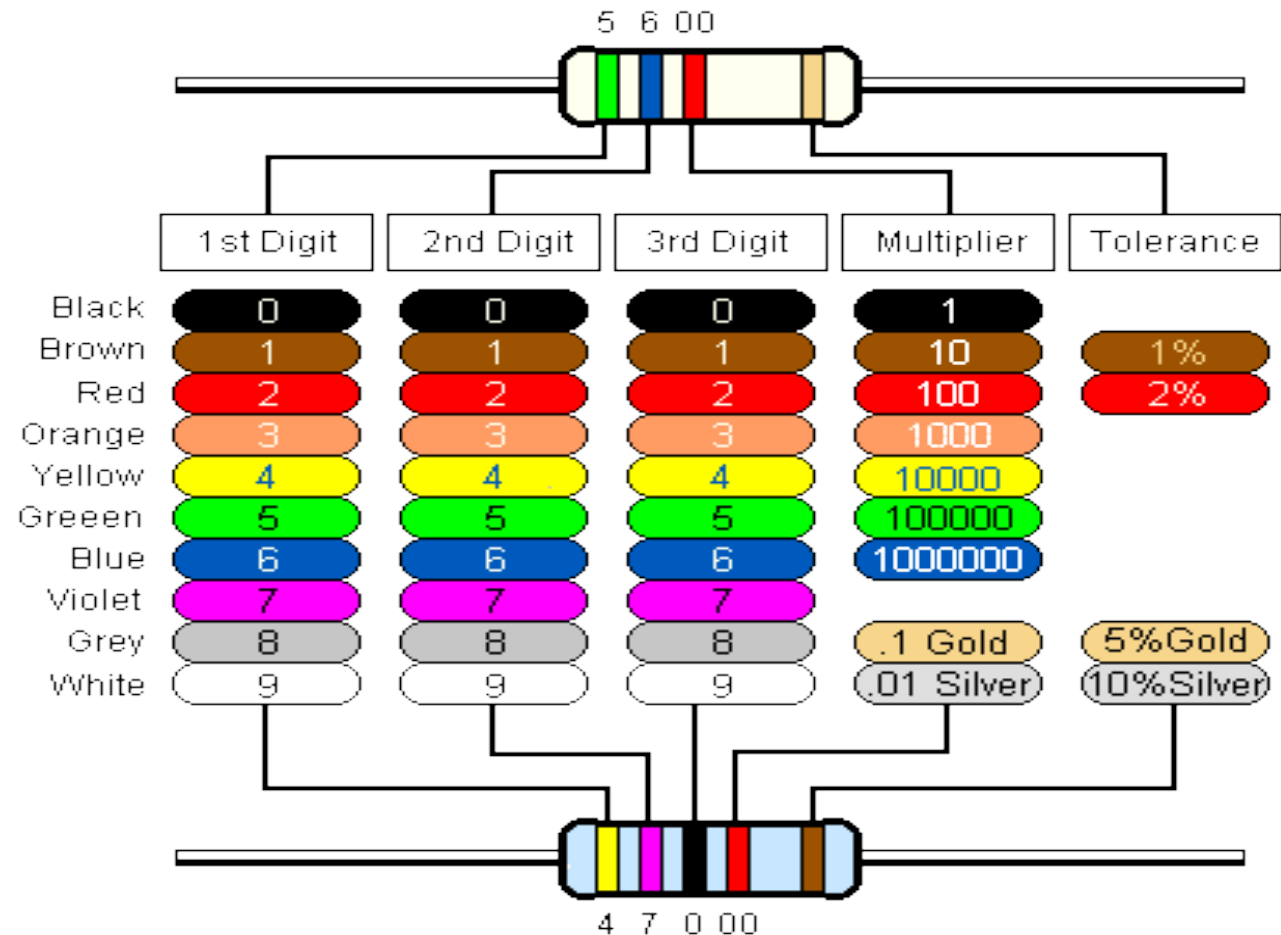 5 6 00
1st Digit 2nd Digit 3rd Digit Multiplier Tolerance
Black 0 0 0 1
Brown 1 1 1 10 1%
Red 2 2 2 100 2%
Orange 3 3 3 1000
Yellow 4 4 4 10000
Greeen 5 5 5 100000
Blue 6 6 6 1000000
Violet 7 7 7
Grey 8 8 8 .1 Gold 5%Gold
White 9 9 9 .01 Silver 10%Silver
4 7 0 00